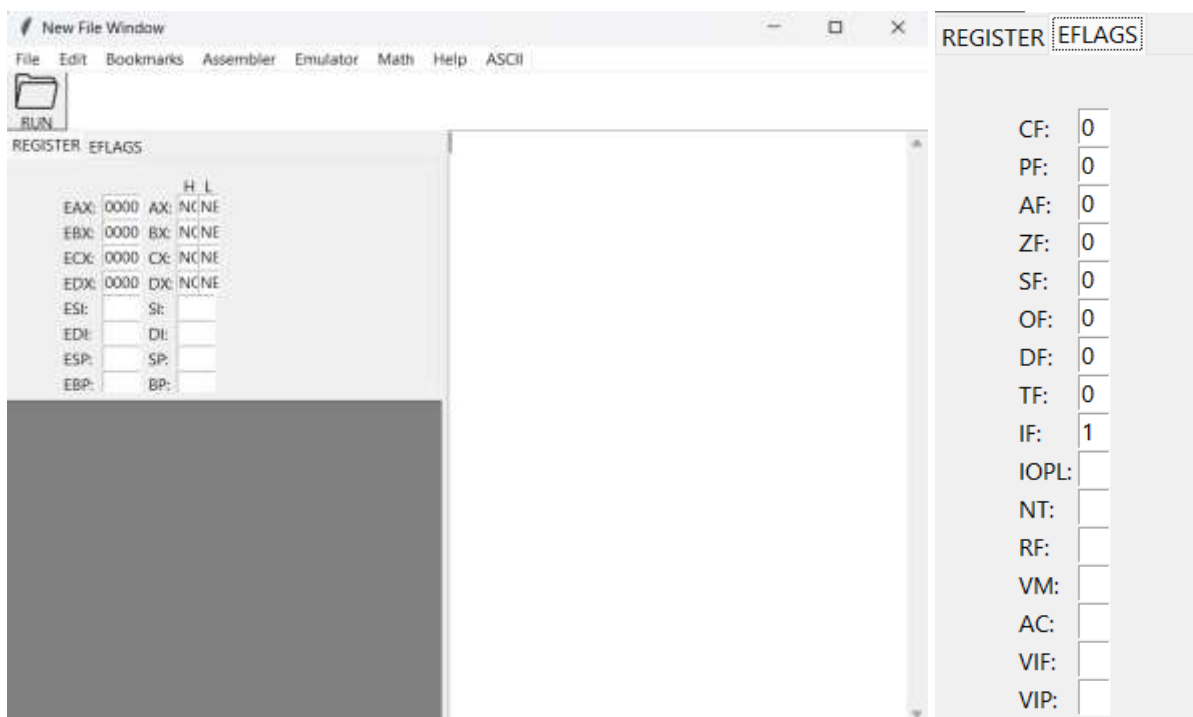 New File Window
File Edit Bookmarks Assembler Emulator Math Help ASCII
RUN
REGISTER EFLAGS
H L
EAX: 0000 AX: NC NE
EBX: 0000 BX: NC NE
ECX: 0000 CX: NC NE
EDX: 0000 DX: NC NE
ESI: SI:
EDI: DI:
ESP: SP:
EBP: BP:
REGISTER EFLAGS
CF: 0
PF: 0
AF: 0
ZF: 0
SF: 0
OF: 0
DF: 0
TF: 0
IF: 1
IOPL:
NT:
RF:
VM:
AC:
VIF:
VIP: